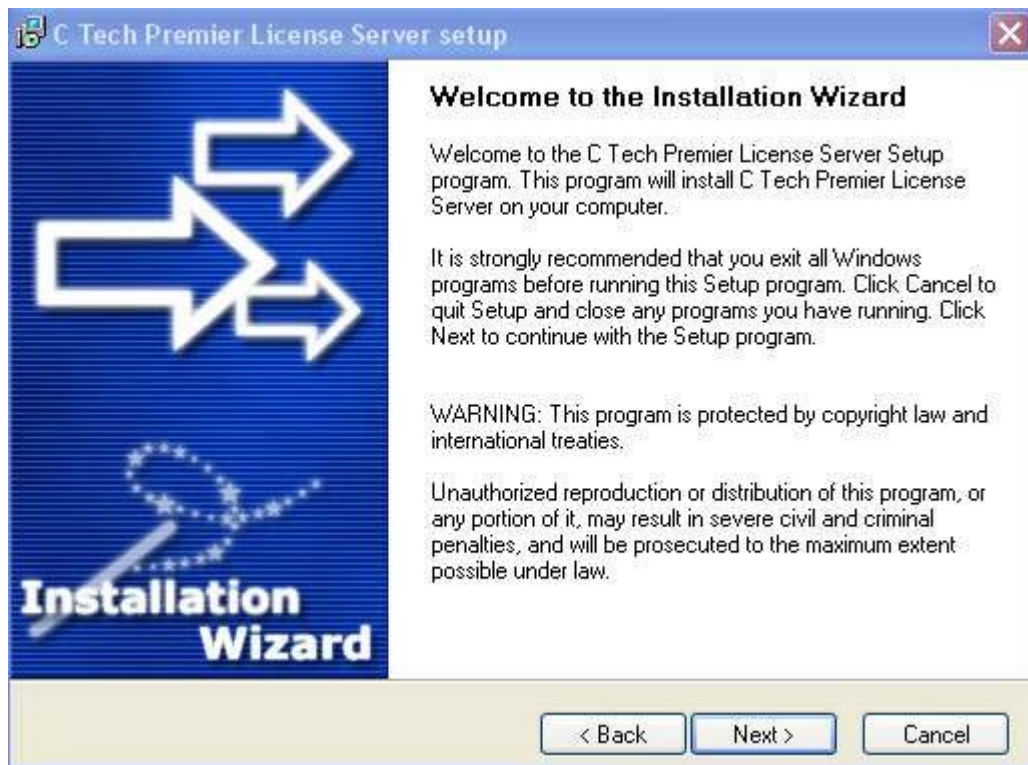 C Tech Premier License Server setup
Welcome to the Installation Wizard
Welcome to the C Tech Premier License Server Setup
program. This program will install C Tech Premier License
Server on your computer.
It is strongly recommended that you exit all Windows
programs before running this Setup program. Click Cancel to
quit Setup and close any programs you have running. Click
Next to continue with the Setup program.
WARNING: This program is protected by copyright law and
international treaties.
Unauthorized reproduction or distribution of this program, or
any portion of it, may result in severe civil and criminal
penalties, and will be prosecuted to the maximum extent
possible under law.
Installation
Wizard
< Back
Next >
Cancel